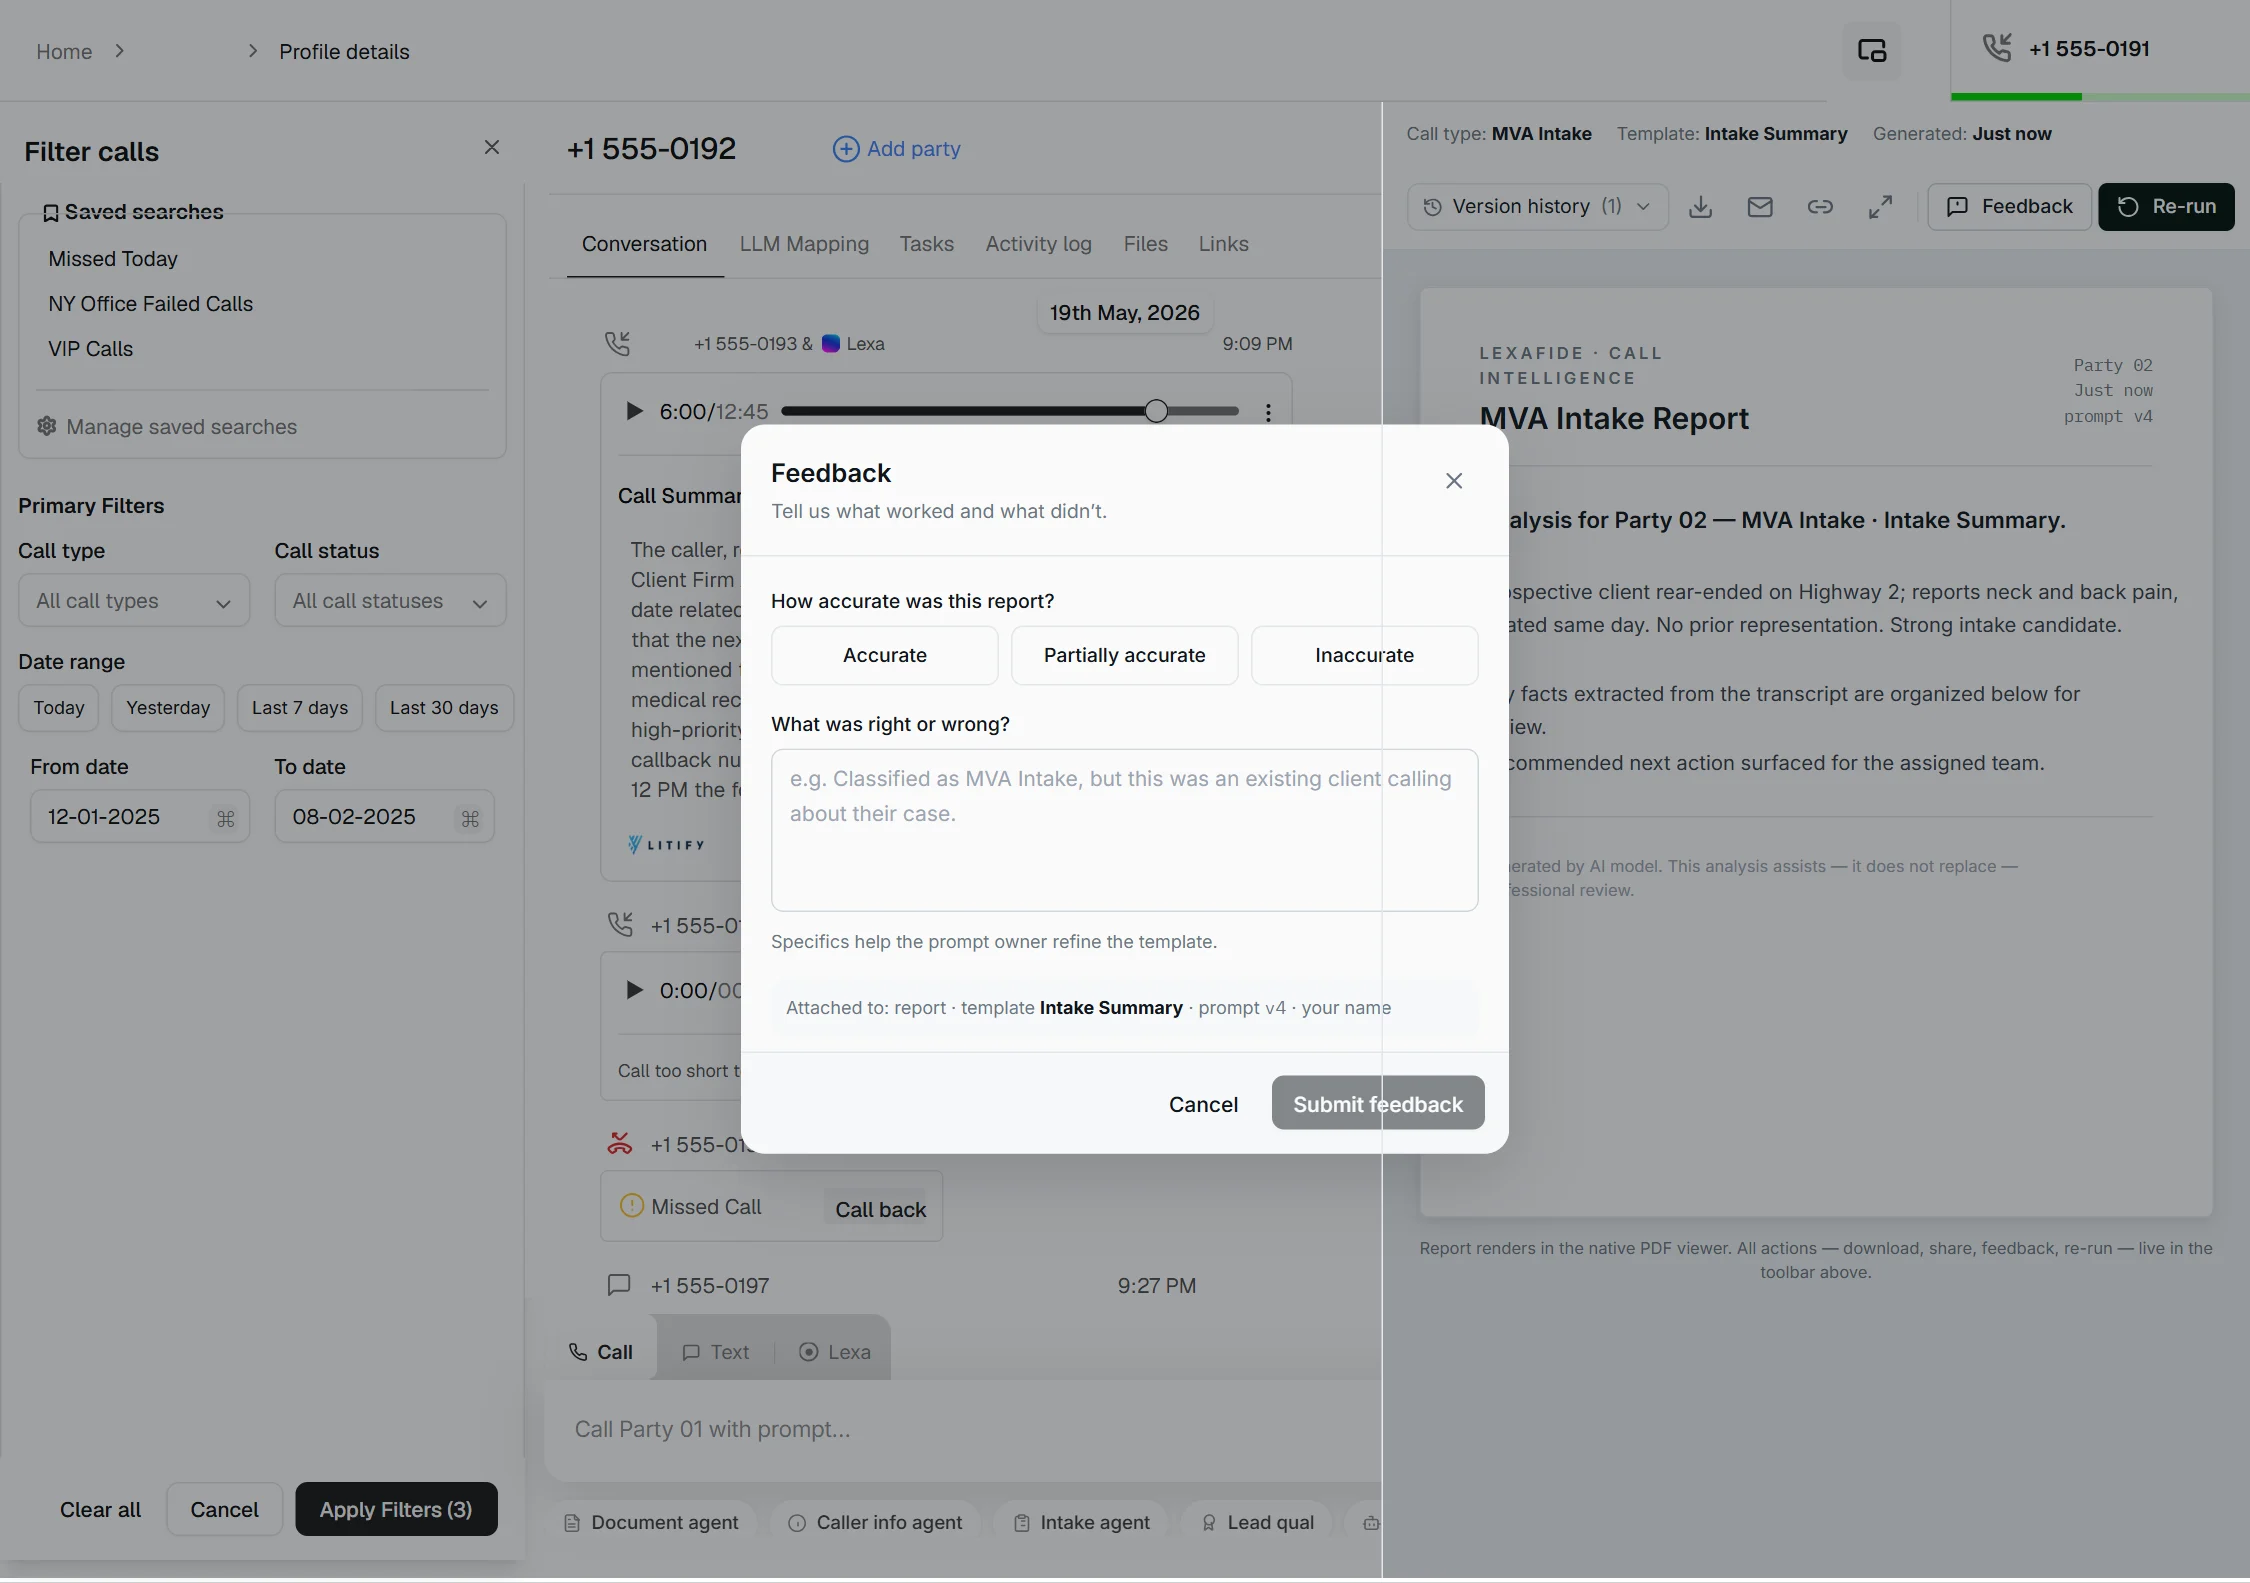 Home
Profile details
+1 555-0191
Filter calls
Saved searches
Missed Today
NY Office Failed Calls
VIP Calls
Manage saved searches
Primary Filters
Call type
Call status
All call types
All call statuses
Date range
Today
Yesterday
Last 7 days
Last 30 days
From date
To date
12-01-2025
⌘
08-02-2025
⌘
Clear all
Cancel
Apply Filters (3)
+1 555-0192
Add party
Conversation
LLM Mapping
Tasks
Activity log
Files
Links
19th May, 2026
+1 555-0193 & Lexa
9:09 PM
6:00/12:45
Call Summar
The caller, r
Client Firm
date related
that the nex
mentioned
medical rec
high-priority
callback nu
12 PM the f
LITIFY
+1 555-01
0:00/00
Call too short t
+1 555-01
Missed Call
Call back
+1 555-0197
9:27 PM
Call
Text
Lexa
Call Party 01 with prompt...
Document agent
Caller info agent
Intake agent
Lead qual
Feedback
Tell us what worked and what didn't.
How accurate was this report?
Accurate
Partially accurate
Inaccurate
What was right or wrong?
e.g. Classified as MVA Intake, but this was an existing client calling
about their case.
Specifics help the prompt owner refine the template.
Attached to: report · template Intake Summary · prompt v4 · your name
Cancel
Submit feedback
Call type: MVA Intake
Template: Intake Summary
Generated: Just now
Version history (1)
Feedback
Re-run
LEXAFIDE · CALL
INTELLIGENCE
MVA Intake Report
Party 02
Just now
prompt v4
alysis for Party 02 — MVA Intake · Intake Summary.
spective client rear-ended on Highway 2; reports neck and back pain,
ated same day. No prior representation. Strong intake candidate.
facts extracted from the transcript are organized below for
iew.
commended next action surfaced for the assigned team.
erated by AI model. This analysis assists — it does not replace —
essional review.
Report renders in the native PDF viewer. All actions — download, share, feedback, re-run — live in the
toolbar above.